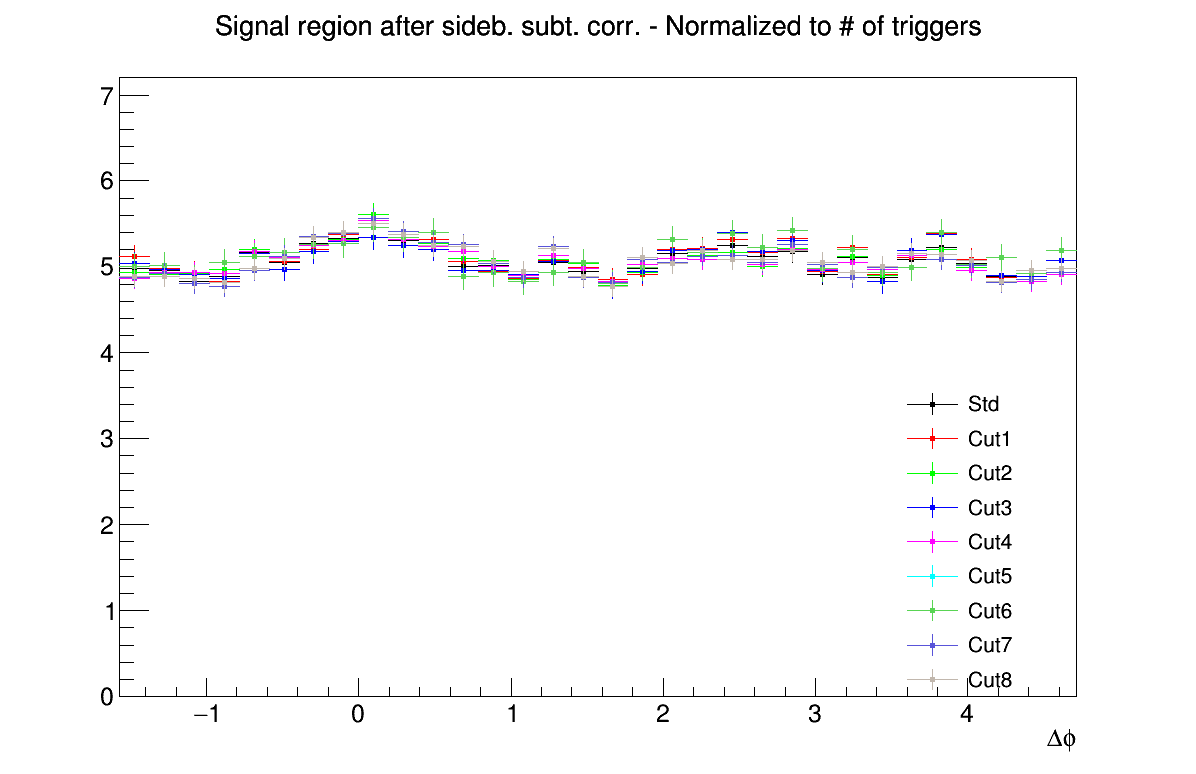 Signal region after sideb. subt. corr. - Normalized to # of triggers
7
6
5
4
3
2
1
0
Std
Cut1
Cut2
Cut3
Cut4
Cut5
Cut6
Cut7
Cut8
−1 0 1 2 3 4
Δϕ